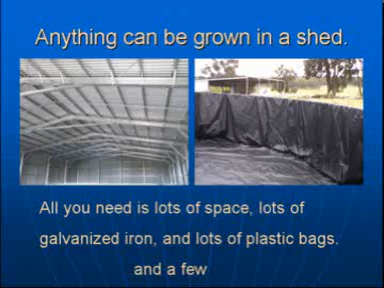 Anything can be grown in a shed.
All you need is lots of space, lots of
galvanized iron, and lots of plastic bags.
and a few